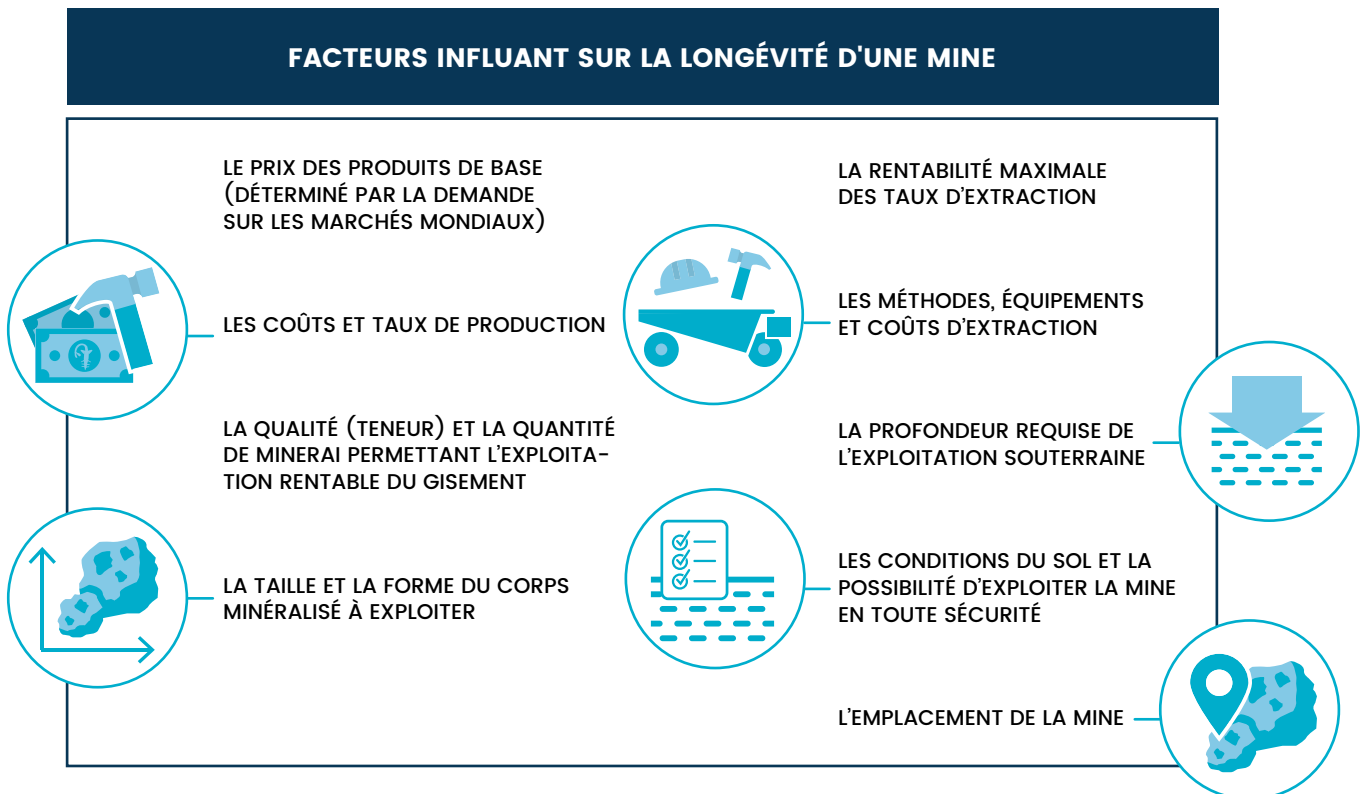 FACTEURS INFLUANT SUR LA LONGÉVITÉ D'UNE MINE
LE PRIX DES PRODUITS DE BASE
(DÉTERMINÉ PAR LA DEMANDE
SUR LES MARCHÉS MONDIAUX)
LES COÛTS ET TAUX DE PRODUCTION
LA QUALITÉ (TENEUR) ET LA QUANTITÉ
DE MINERAI PERMETTANT L’EXPLOITA-
TION RENTABLE DU GISEMENT
LA TAILLE ET LA FORME DU CORPS
MINÉRALISÉ À EXPLOITER
LA RENTABILITÉ MAXIMALE
DES TAUX D’EXTRACTION
LES MÉTHODES, ÉQUIPEMENTS
ET COÛTS D’EXTRACTION
LA PROFONDEUR REQUISE DE
L’EXPLOITATION SOUTERRAINE
LES CONDITIONS DU SOL ET LA
POSSIBILITÉ D’EXPLOITER LA MINE
EN TOUTE SÉCURITÉ
L’EMPLACEMENT DE LA MINE